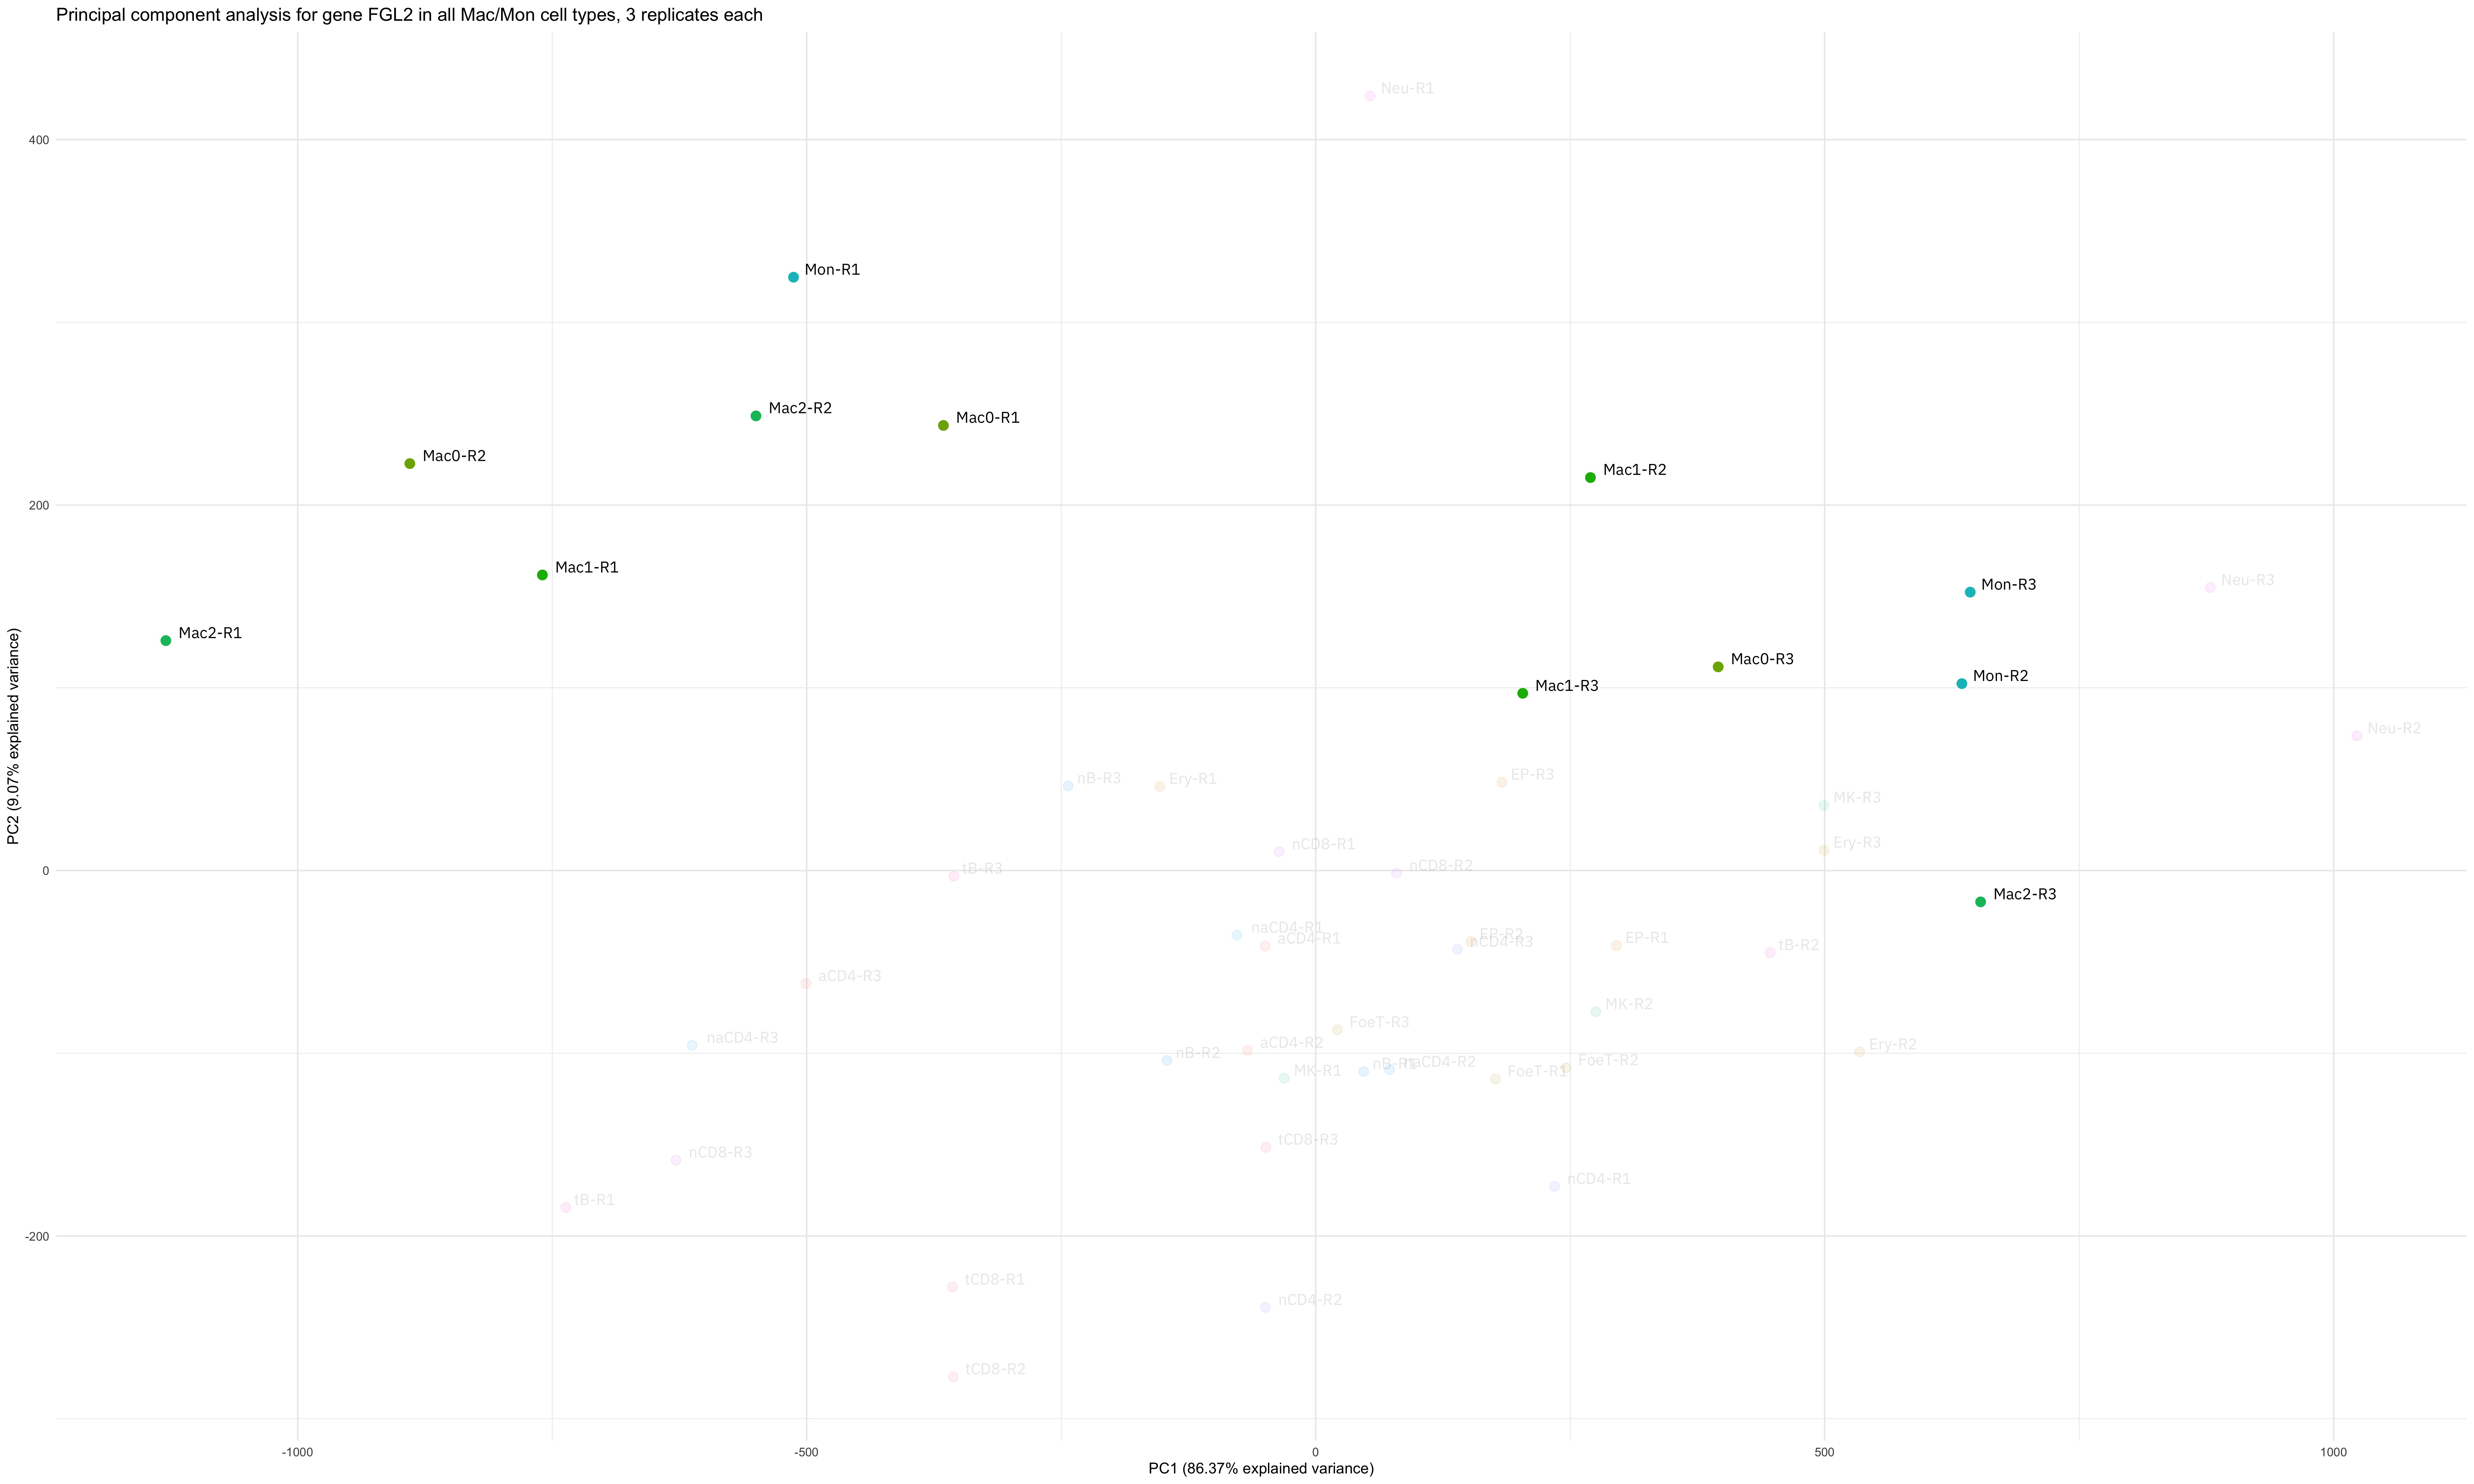 Principal component analysis for gene FGL2 in all Mac/Mon cell types, 3 replicates each
Neu-R1
400
Mon-R1
Mac2-R2
Mac0-R1
Mac0-R2
Mac1-R2
200
Mac1-R1
Mon-R3
Neu-R3
Mac2-R1
Mac0-R3
Mon-R2
Mac1-R3
Neu-R2
PC2 (9.07% explained variance)
nB-R3
Ery-R1
EP-R3
MK-R3
nCD8-R1
Ery-R3
tB-R3
nCD8-R2
0
Mac2-R3
naCD4-R1
aCD4-R1
EP-R2
nCD4-R3
EP-R1
tB-R2
aCD4-R3
MK-R2
FoeT-R3
naCD4-R3
aCD4-R2
Ery-R2
nB-R2
FoeT-R2
nB-R1
naCD4-R2
MK-R1
FoeT-R1
tCD8-R3
nCD8-R3
nCD4-R1
tB-R1
-200
tCD8-R1
nCD4-R2
tCD8-R2
-1000
-500
0
500
1000
PC1 (86.37% explained variance)